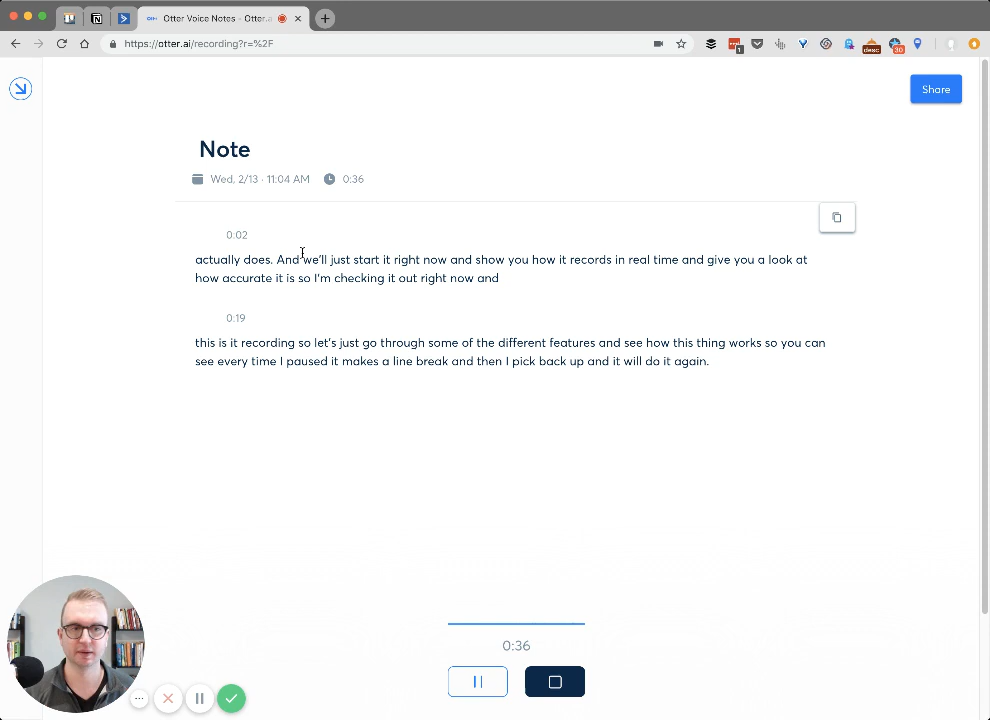 Otter Voice Notes - Otter.a
https://otter.ai/recording?r=%2F
1
desc
30
Share
Note
Wed, 2/13 · 11:04 AM 0:36
0:02
actually does. And we'll just start it right now and show you how it records in real time and give you a look at
how accurate it is so I'm checking it out right now and
0:19
this is it recording so let's just go through some of the different features and see how this thing works so you can
see every time I paused it makes a line break and then I pick back up and it will do it again.
0:36